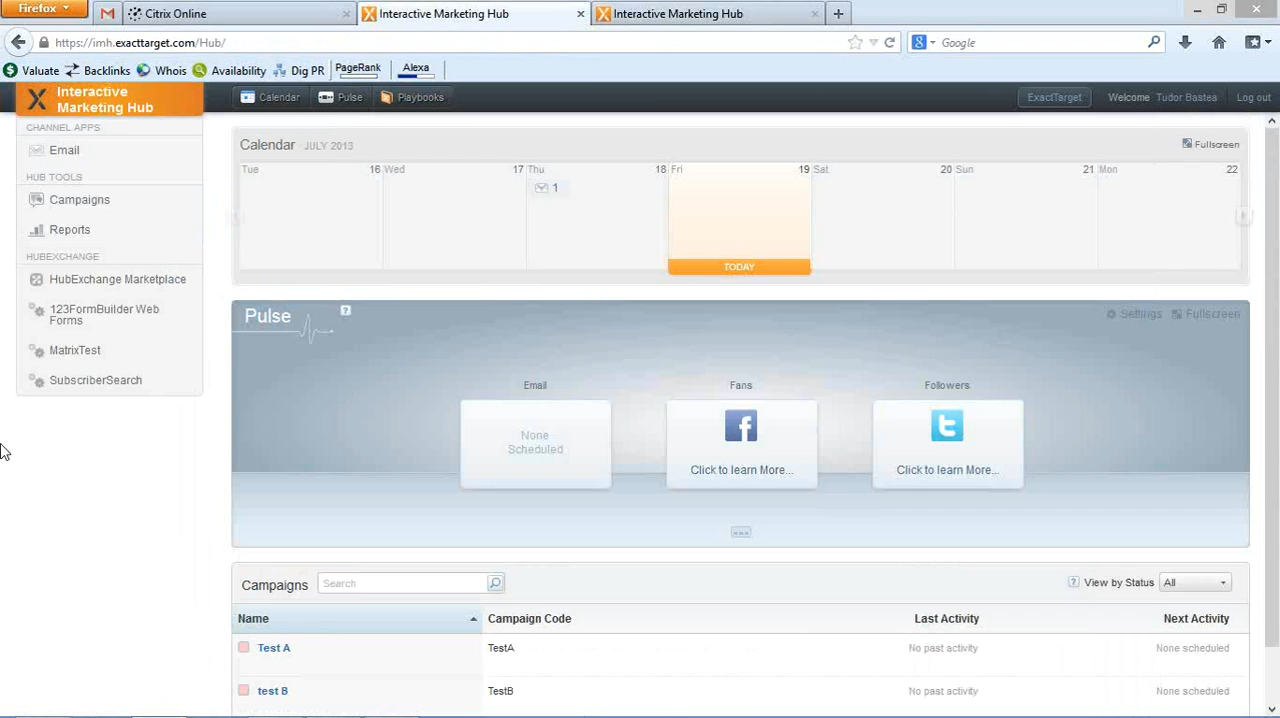 Firefox
Citrix Online
Interactive Marketing Hub
Interactive Marketing Hub
https://imh.exacttarget.com/Hub/
Google
Valuate Backlinks Whois Availability Dig PR PageRank Alexa
Interactive
Marketing Hub
Calendar Pulse Playbooks
ExactTarget Welcome Tudor Bastea Log out
CHANNEL APPS
Email
HUB TOOLS
Campaigns
Reports
HUBEXCHANGE
HubExchange Marketplace
123FormBuilder Web
Forms
MatrixTest
SubscriberSearch
Calendar JULY 2013
Fullscreen
Tue 16 Wed 17 Thu 18 Fri 19 Sat 20 Sun 21 Mon 22
1
TODAY
Pulse ?
Settings Fullscreen
Email Fans Followers
None
Scheduled
Click to learn More...
Click to learn More...
Campaigns Search
? View by Status All
Name Campaign Code Last Activity Next Activity
Test A TestA No past activity None scheduled
test B TestB No past activity None scheduled